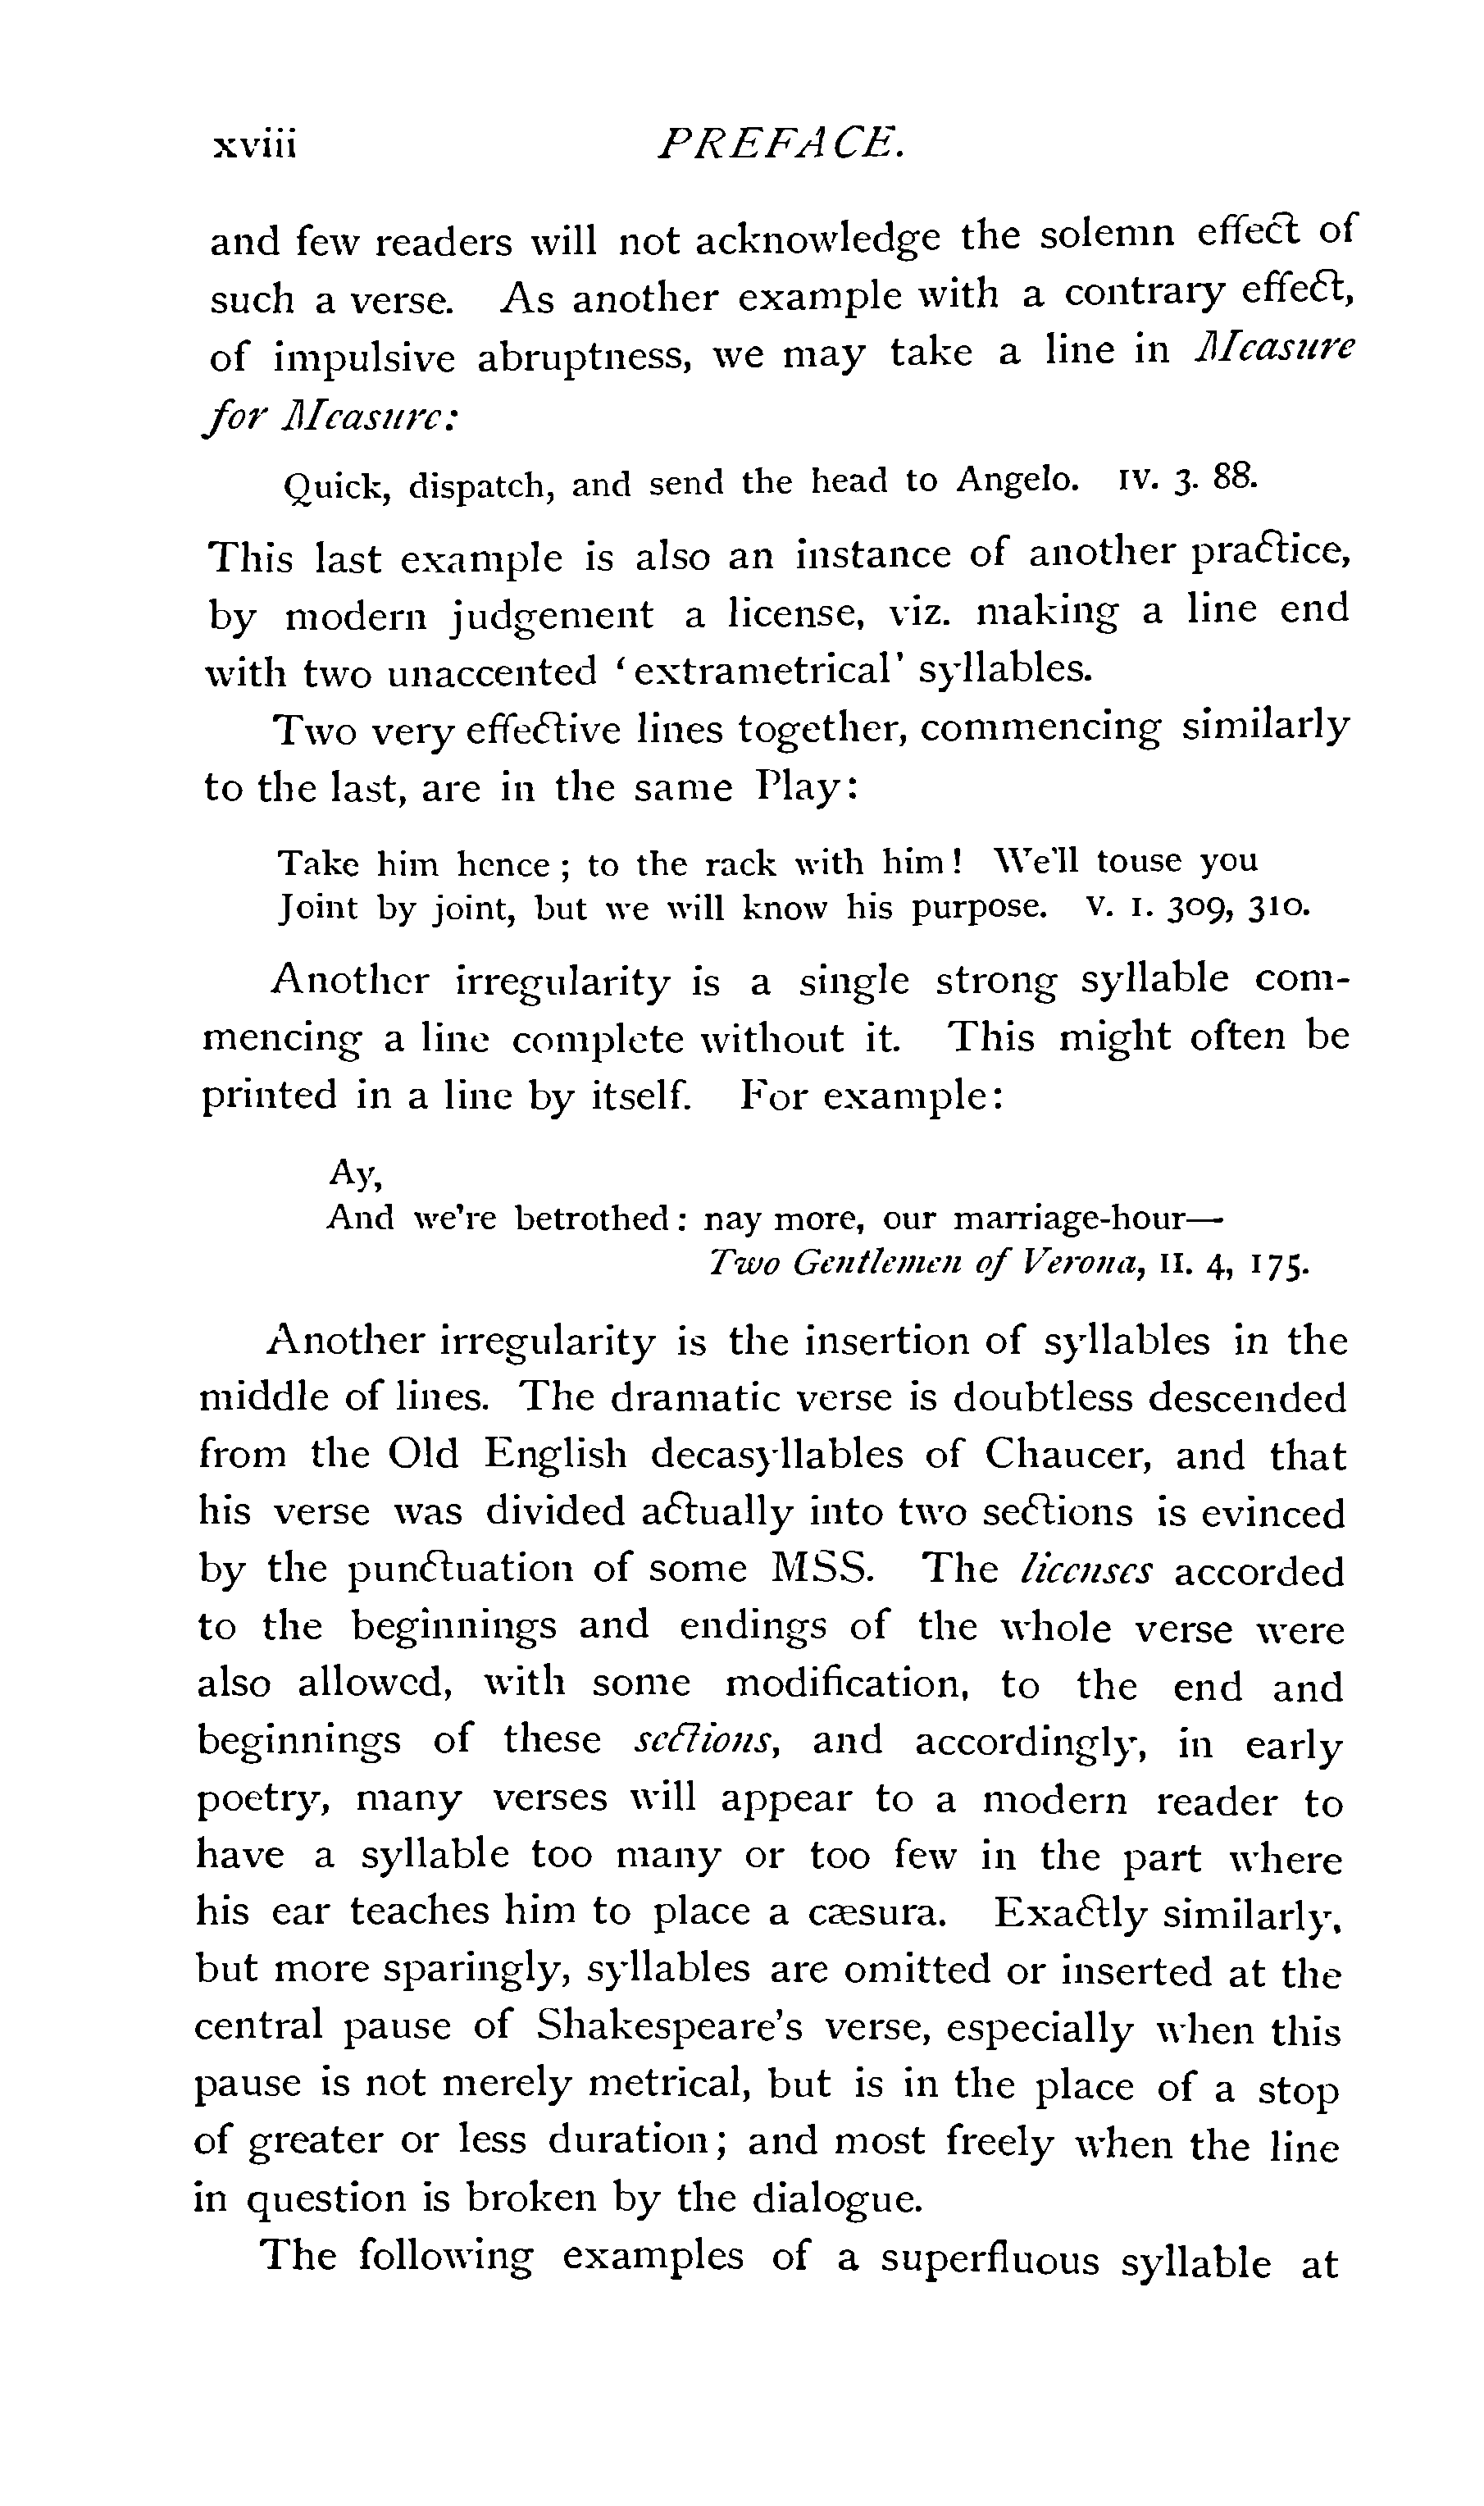 xviii PREFACE.
and few readers will not acknowledge the solemn effect of
such a verse. As another example with a contrary effect,
of impulsive abruptness, we may take a line in Measure
for Measure:
Quick, dispatch, and send the head to Angelo. IV. 3. 88.
This last example is also an instance of another practice,
by modern judgement a license, viz. making a line end
with two unaccented ‘extrametrical’ syllables.
Two very effective lines together, commencing similarly
to the last, are in the same Play:
Take him hence; to the rack with him! We'll touse you
Joint by joint, but we will know his purpose. V. 1. 309, 310.
Another irregularity is a single strong syllable com-
mencing a line complete without it. This might often be
printed in a line by itself. For example:
Ay,
And we're betrothed: nay more, our marriage-hour—
Two Gentlemen of Verona, II. 4, 175.
Another irregularity is the insertion of syllables in the
middle of lines. The dramatic verse is doubtless descended
from the Old English decasyllables of Chaucer, and that
his verse was divided actually into two sections is evinced
by the punctuation of some MSS. The licenses accorded
to the beginnings and endings of the whole verse were
also allowed, with some modification, to the end and
beginnings of these sections, and accordingly, in early
poetry, many verses will appear to a modern reader to
have a syllable too many or too few in the part where
his ear teaches him to place a cæsura. Exactly similarly,
but more sparingly, syllables are omitted or inserted at the
central pause of Shakespeare's verse, especially when this
pause is not merely metrical, but is in the place of a stop
of greater or less duration; and most freely when the line
in question is broken by the dialogue.
The following examples of a superfluous syllable at